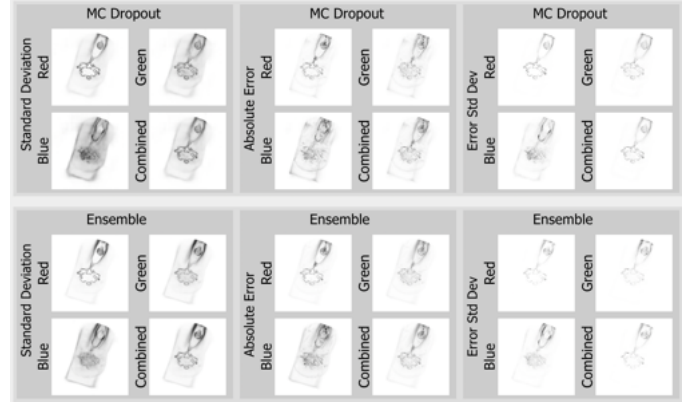 MC Dropout
Standard Deviation
Red
Green
Blue
Combined
MC Dropout
Absolute Error
Red
Green
Blue
Combined
MC Dropout
Error Std Dev
Red
Green
Blue
Combined
Ensemble
Standard Deviation
Red
Green
Blue
Combined
Ensemble
Absolute Error
Red
Green
Blue
Combined
Ensemble
Error Std Dev
Red
Green
Blue
Combined